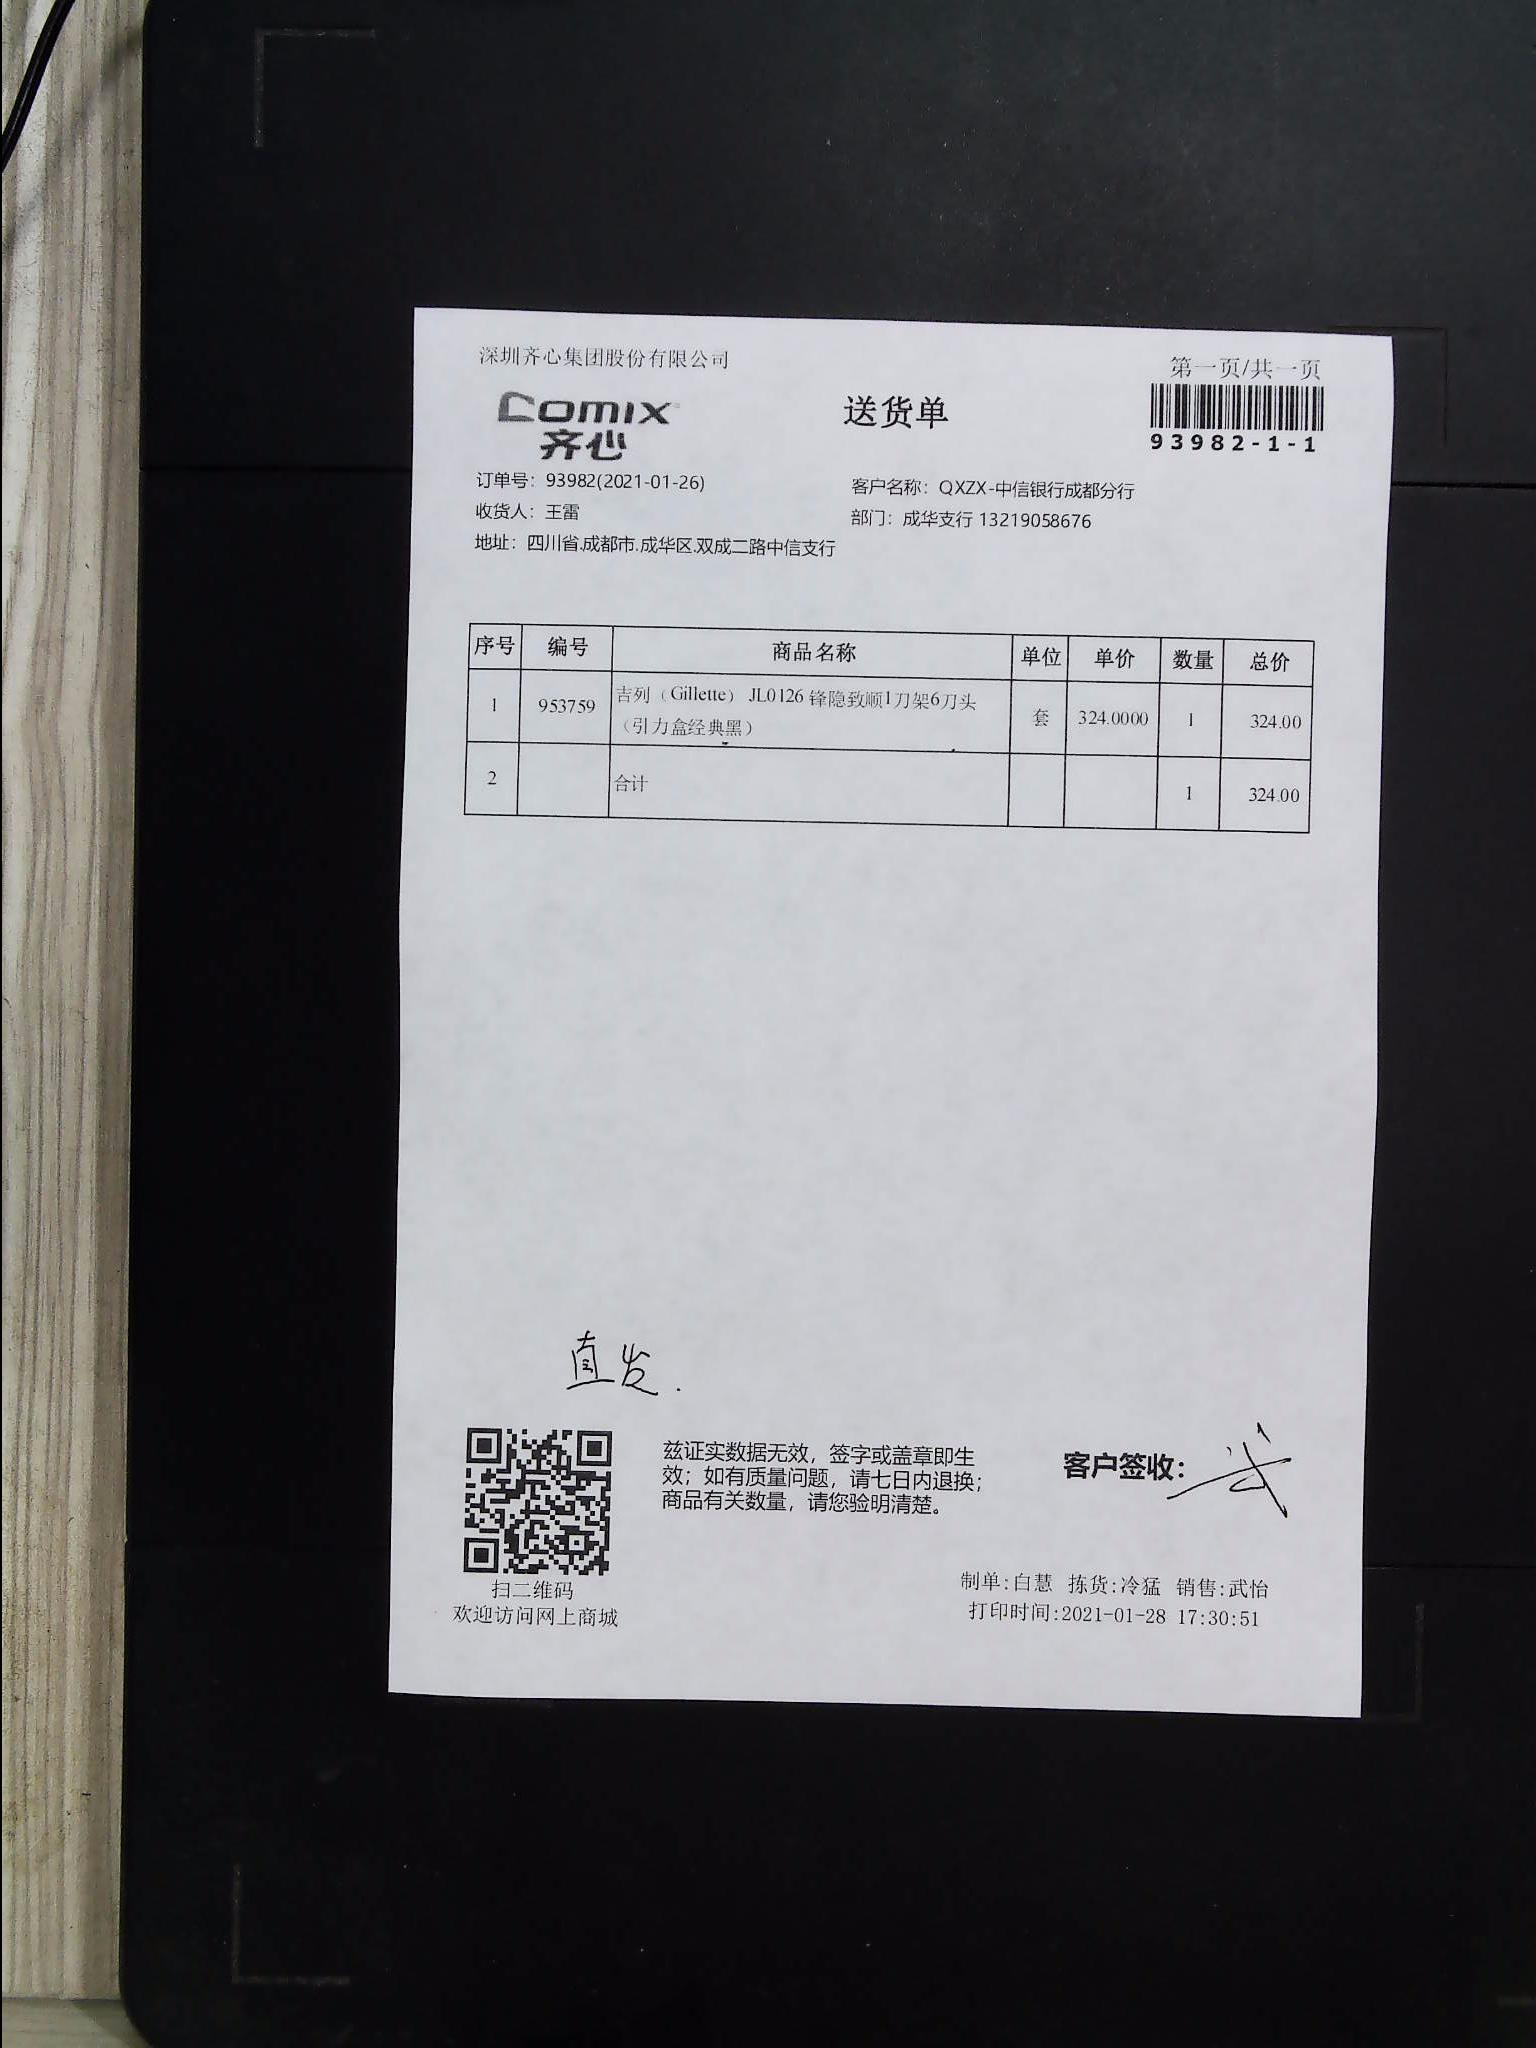 深圳齐心集团股份有限公司
第一页/共一页
comix
齐心
送货单
93982-1-1
订单号：93982(2021-01-26)
客户名称：QXZX-中信银行成都分行
收货人：王雷
部门：成华支行 13219058676
地址：四川省.成都市.成华区.双成二路中信支行
序号 编号 商品名称 单位 单价 数量 总价
1 953759 吉列（Gillette） JL0126 锋隐致顺1刀架6刀头
（引力盒经典黑） 套 324.0000 1 324.00
2 合计 1 324.00
直发.
兹证实数据无效，签字或盖章即生
效；如有质量问题，请七日内退换；
商品有关数量，请您验明清楚。
客户签收：
扫二维码
欢迎访问网上商城
制单:白慧 拣货:冷猛 销售:武怡
打印时间:2021-01-28 17:30:51